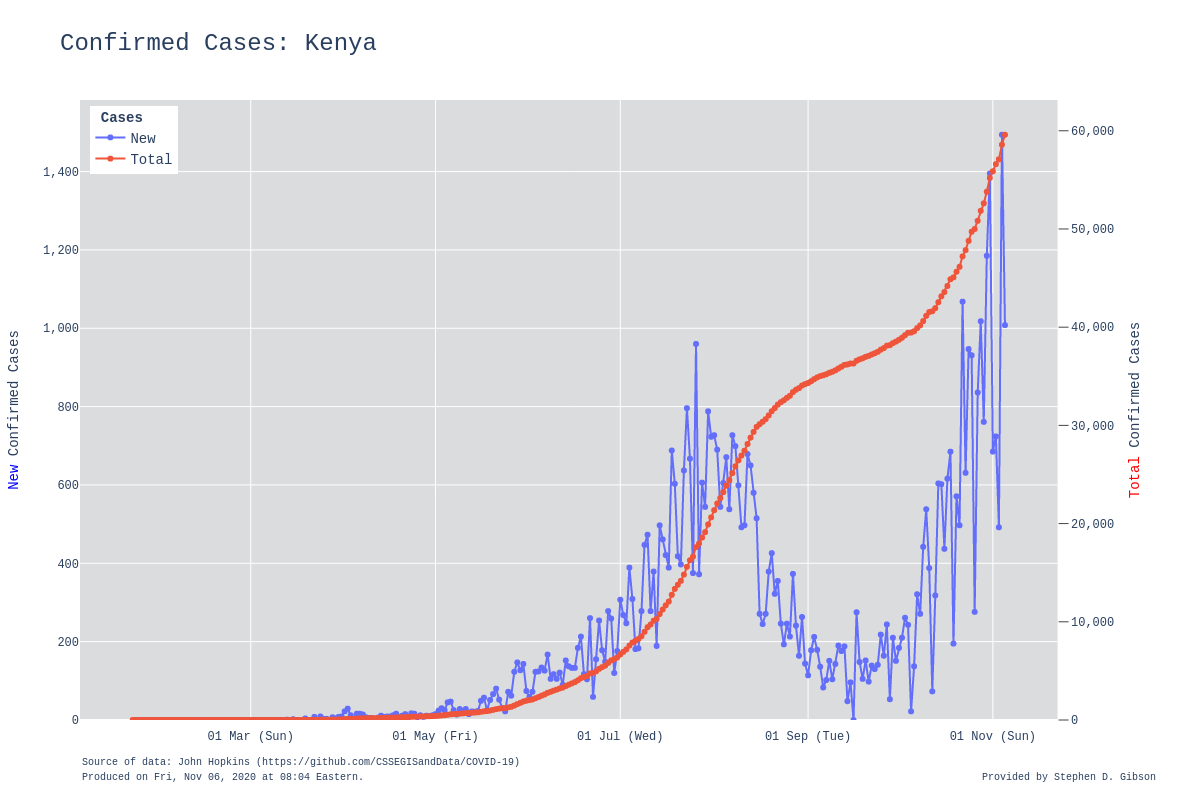 Confirmed Cases: Kenya
Cases
New
Total
1,400
1,200
1,000
800
600
400
200
0
New Confirmed Cases
60,000
50,000
40,000
30,000
20,000
10,000
0
Total Confirmed Cases
01 Mar (Sun) 01 May (Fri) 01 Jul (Wed) 01 Sep (Tue) 01 Nov (Sun)
Source of data: John Hopkins (https://github.com/CSSEGISandData/COVID-19)
Produced on Fri, Nov 06, 2020 at 08:04 Eastern.
Provided by Stephen D. Gibson